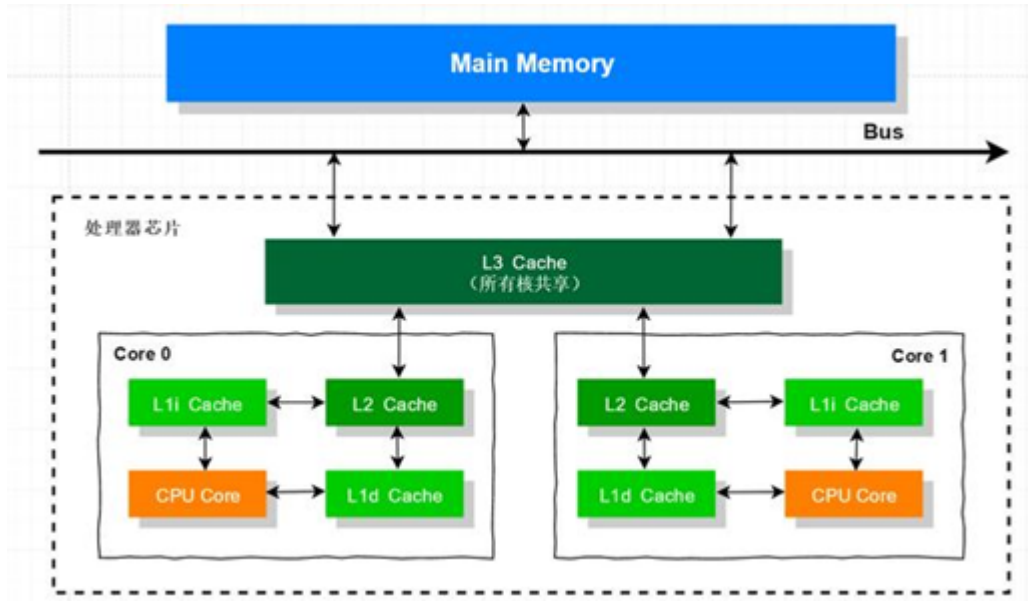 Main Memory
Bus
处理器芯片
L3 Cache
（所有核共享）
Core 0
L1i Cache
L2 Cache
CPU Core
L1d Cache
Core 1
L2 Cache
L1i Cache
L1d Cache
CPU Core